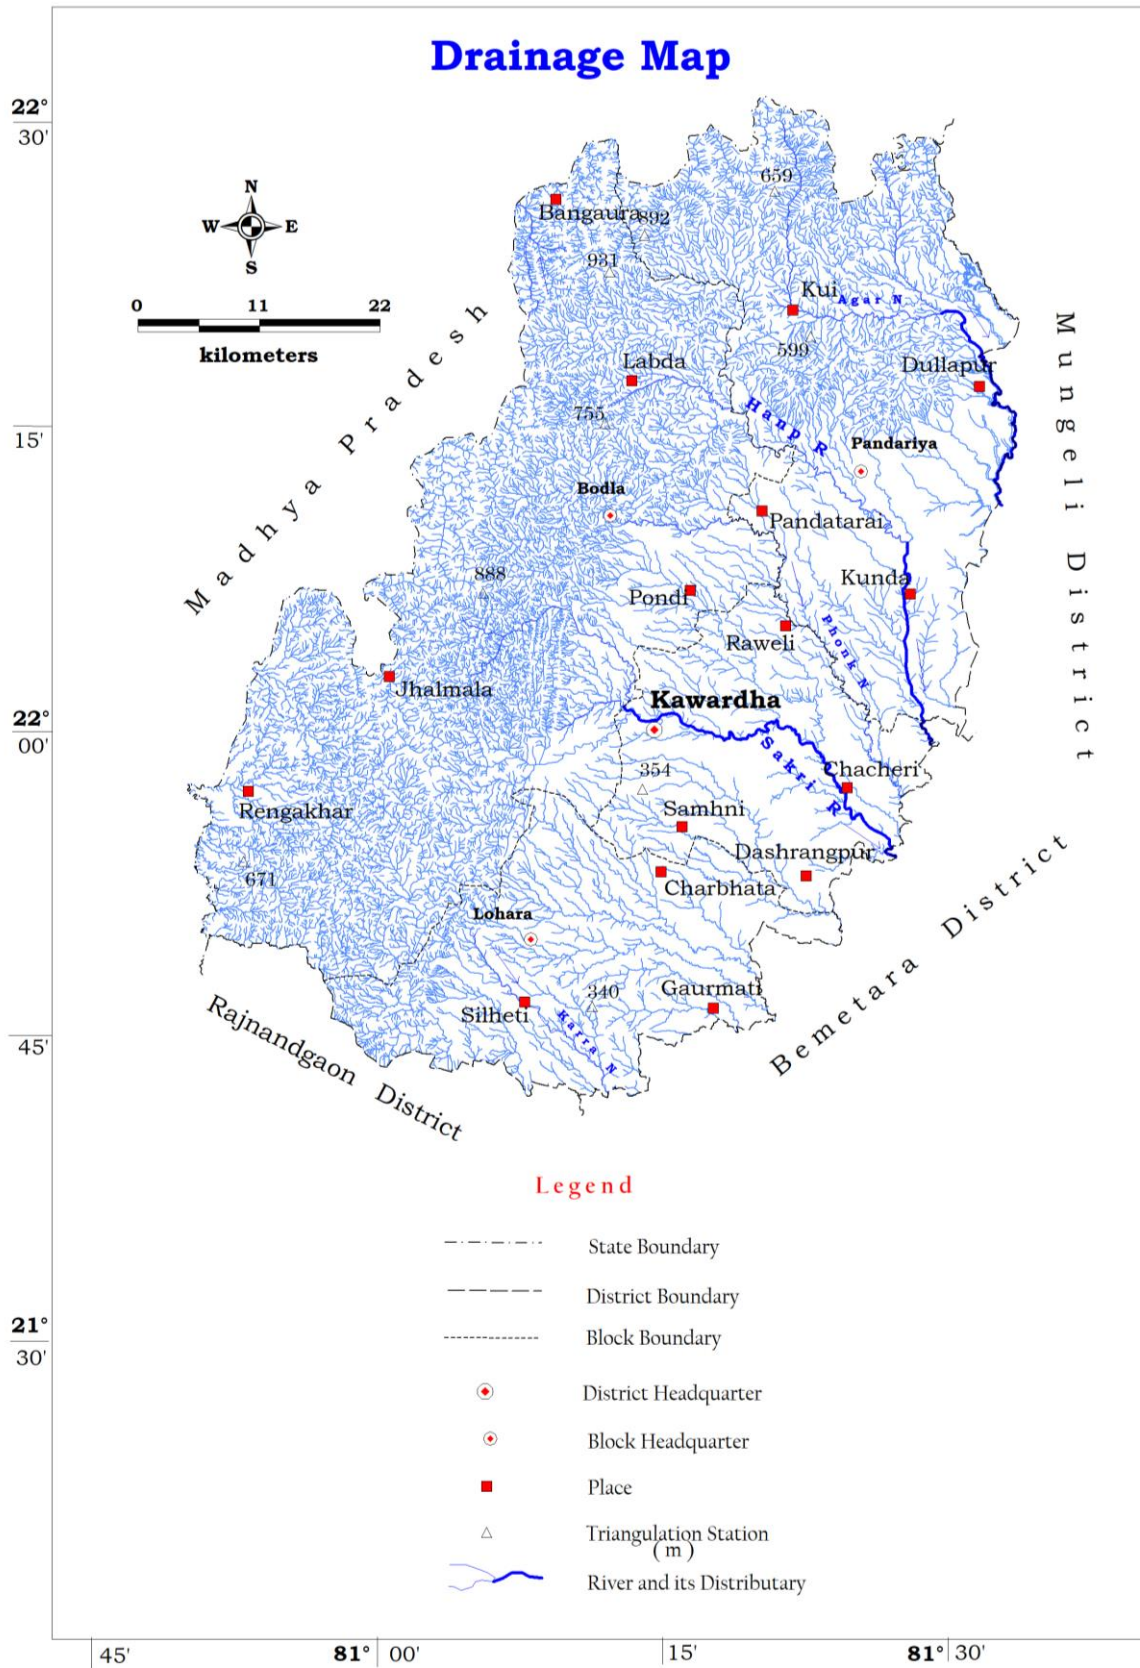 Drainage Map
22°
30'
659
N
Bangaura
892
W
E
931
S
0
11
22
Kui
Agar N
kilometers
599
Labda
Dullapur
Madhya Pradesh
Mungeli District
755
Hanp R
15'
Pandariya
Bodla
Pandatarai
888
Kunda
Pondi
Raweli
Phonk N
Jhalmala
Kawardha
22°
00'
Sakri R
354
Chacheri
Rengakhar
Samhni
Dashrangpur
671
Charbhata
Lohara
Bemetara District
340
Gaurmati
Silheti
Karra N
Rajnandgaon District
45'
Legend
State Boundary
District Boundary
21°
30'
Block Boundary
District Headquarter
Block Headquarter
Place
Triangulation Station
(m)
River and its Distributary
45'
81° 00'
15'
81° 30'